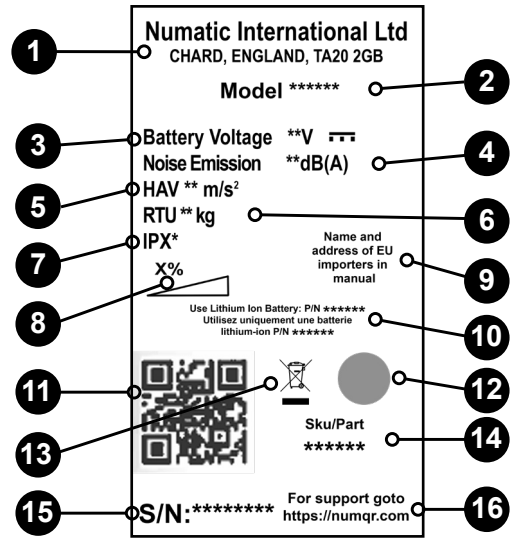 Numatic International Ltd
1
CHARD, ENGLAND, TA20 2GB
Model ******
2
3
Battery Voltage **V
Noise Emission **dB(A)
4
5
HAV ** m/s²
RTU ** kg
6
7
IPX*
Name and
address of EU
importers in
manual
9
8
X%
Use Lithium Ion Battery: P/N ******
Utilisez uniquement une batterie
lithium-ion P/N ******
10
11
12
13
Sku/Part
******
14
15
S/N:********
For support goto
https://numqr.com
16